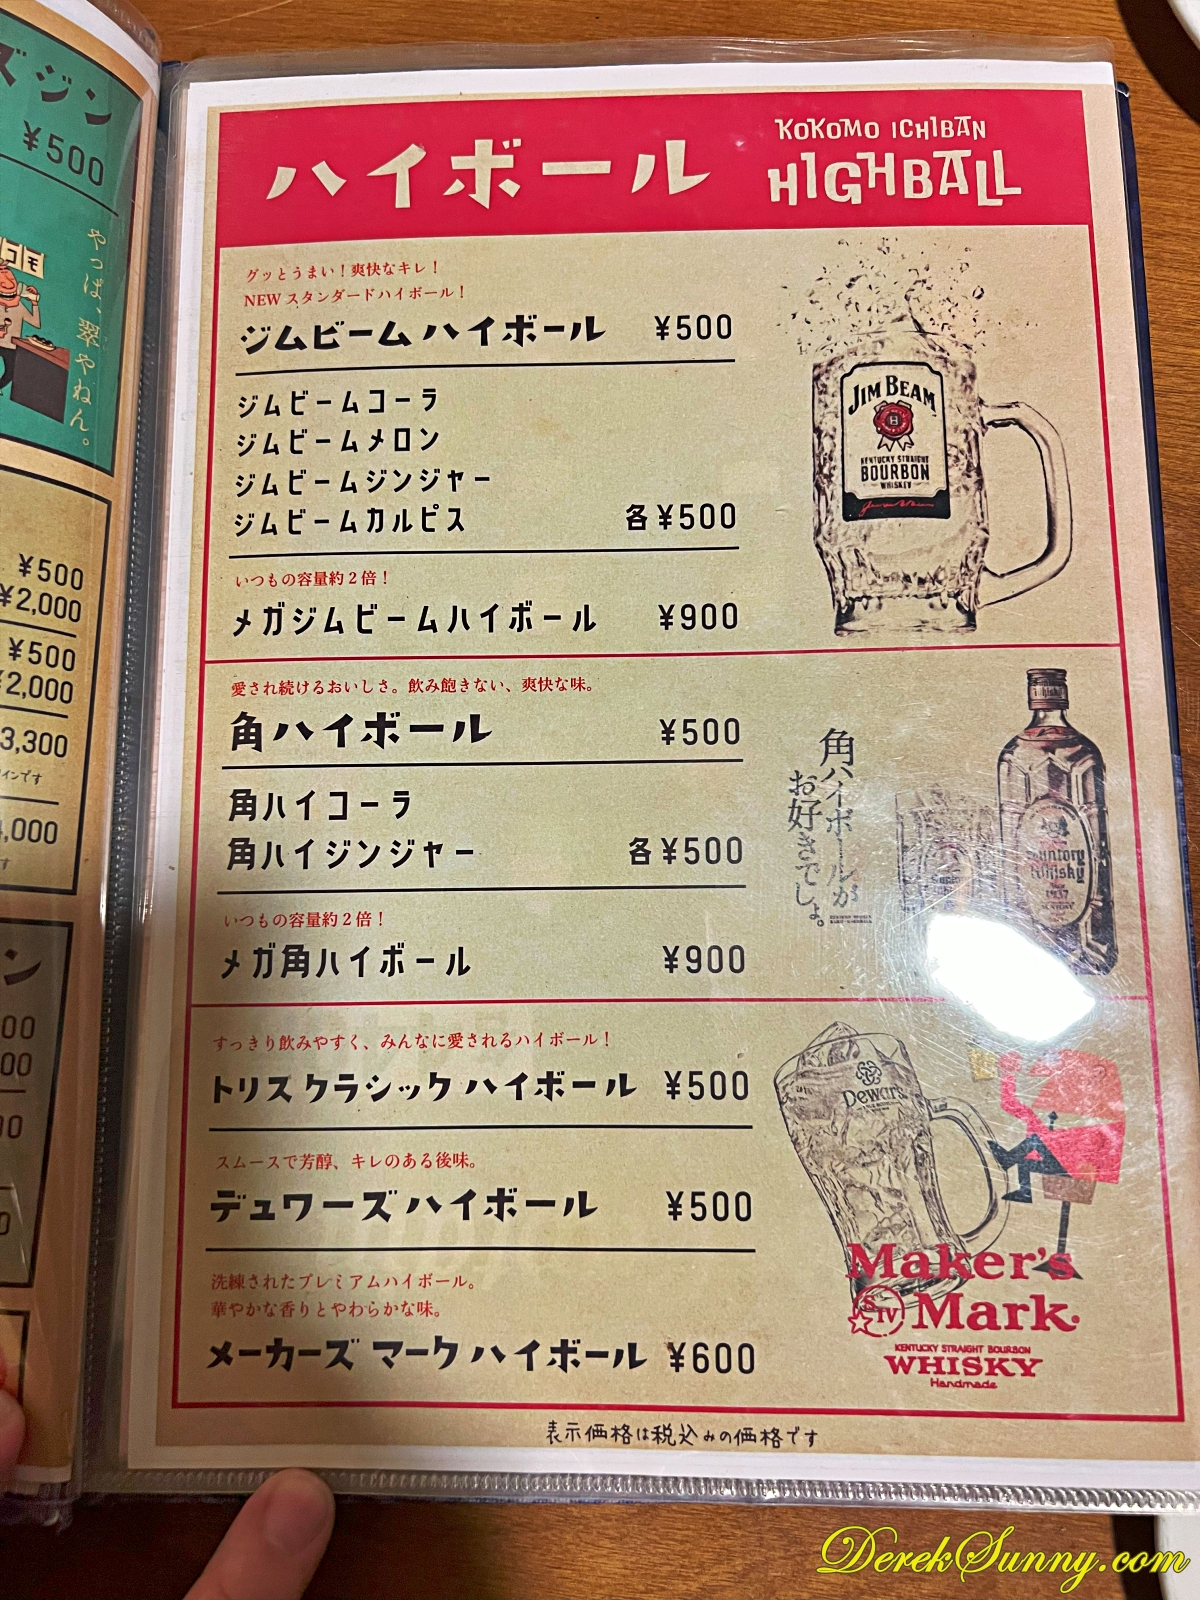 ズジン
¥500
コモ
やっぱ、翠やねん。
¥500
¥2,000
¥500
¥2,000
3,300
インです
,000
す
ン
00
00
00
0
ハイボール
KOKOMO ICHIBAN
HIGHBALL
グッとうまい！爽快なキレ！
NEWスタンダードハイボール！
ジムビーム ハイボール ¥500
ジムビームコーラ
ジムビームメロン
ジムビームジンジャー
ジムビームカルピス 各¥500
いつもの容量約2倍！
メガジムビームハイボール ¥900
JIM BEAM
KENTUCKY STRAIGHT
BOURBON
WHISKEY
愛され続けるおいしさ。飲み飽きない、爽快な味。
角ハイボール ¥500
角ハイコーラ
角ハイジンジャー 各¥500
いつもの容量約2倍！
メガ角ハイボール ¥900
角ハイボールが
お好きでしょ。
Suntory
Whisky
1937
すっきり飲みやすく、みんなに愛されるハイボール！
トリス クラシック ハイボール ¥500
スムースで芳醇、キレのある後味。
デュワーズ ハイボール ¥500
洗練されたプレミアムハイボール。
華やかな香りとやわらかな味。
メーカーズ マーク ハイボール ¥600
Dewar's
Maker's
SIV Mark.
KENTUCKY STRAIGHT BOURBON
WHISKY
Handmade
表示価格は税込みの価格です
DerekSunny.com